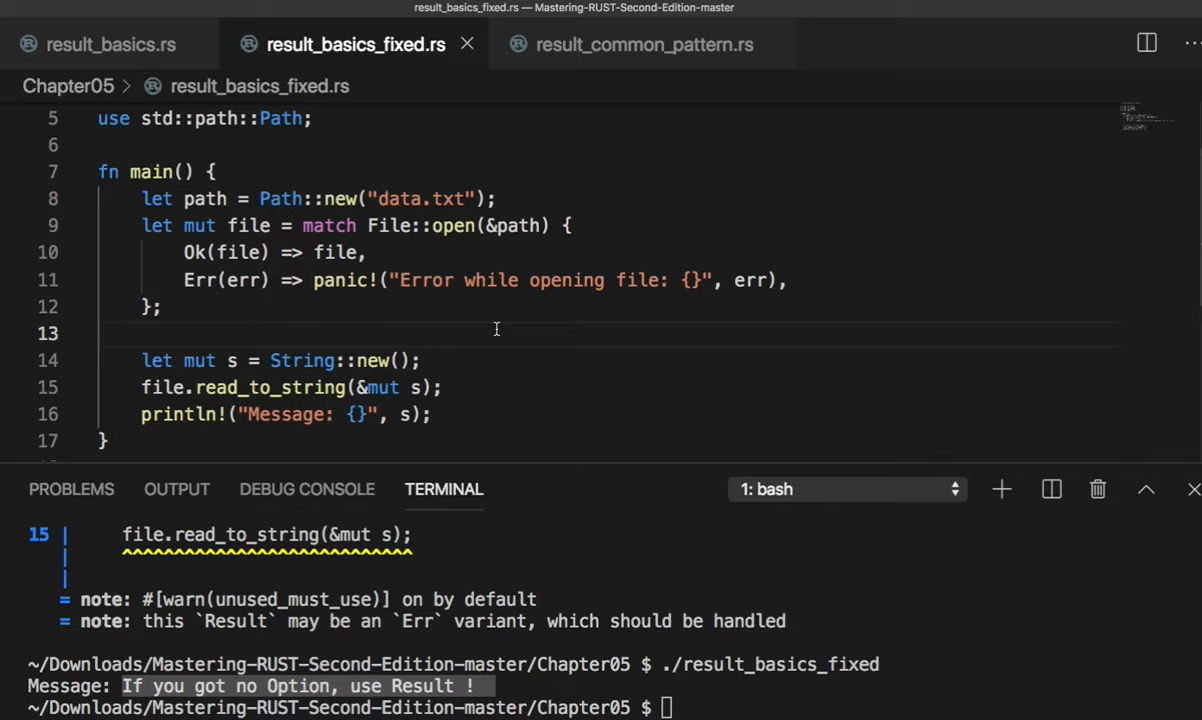 result_basics_fixed.rs — Mastering-RUST-Second-Edition-master
result_basics.rs result_basics_fixed.rs result_common_pattern.rs
Chapter05 > result_basics_fixed.rs
5 use std::path::Path;
6
7 fn main() {
8 let path = Path::new("data.txt");
9 let mut file = match File::open(&path) {
10 Ok(file) => file,
11 Err(err) => panic!("Error while opening file: {}", err),
12 };
13
14 let mut s = String::new();
15 file.read_to_string(&mut s);
16 println!("Message: {}", s);
17 }
PROBLEMS OUTPUT DEBUG CONSOLE TERMINAL 1: bash
15 | file.read_to_string(&mut s);
| ^^^^^^^^^^^^^^^^^^^^^^^^^^^
|
= note: #[warn(unused_must_use)] on by default
= note: this `Result` may be an `Err` variant, which should be handled
~/Downloads/Mastering-RUST-Second-Edition-master/Chapter05 $ ./result_basics_fixed
Message: If you got no Option, use Result !
~/Downloads/Mastering-RUST-Second-Edition-master/Chapter05 $